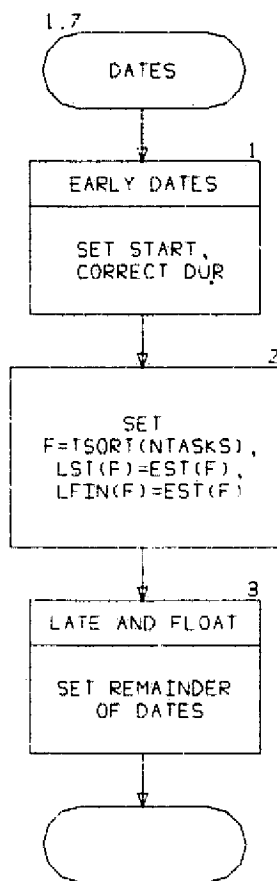 1.7
DATES
1
EARLY DATES
SET START,
CORRECT DUR
2
SET
F=TSORT(NTASKS),
LST(F)=EST(F),
LFIN(F)=EST(F)
3
LATE AND FLOAT
SET REMAINDER
OF DATES